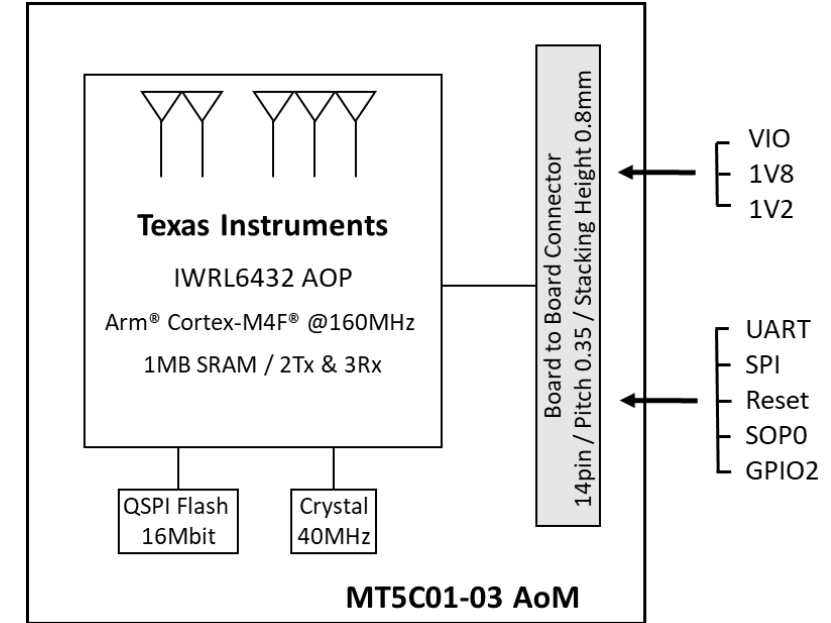 Texas Instruments
IWRL6432 AOP
Arm® Cortex-M4F® @160MHz
1MB SRAM / 2Tx & 3Rx
QSPI Flash
16Mbit
Crystal
40MHz
Board to Board Connector
14pin / Pitch 0.35 / Stacking Height 0.8mm
VIO
1V8
1V2
UART
SPI
Reset
SOP0
GPIO2
MT5C01-03 AoM